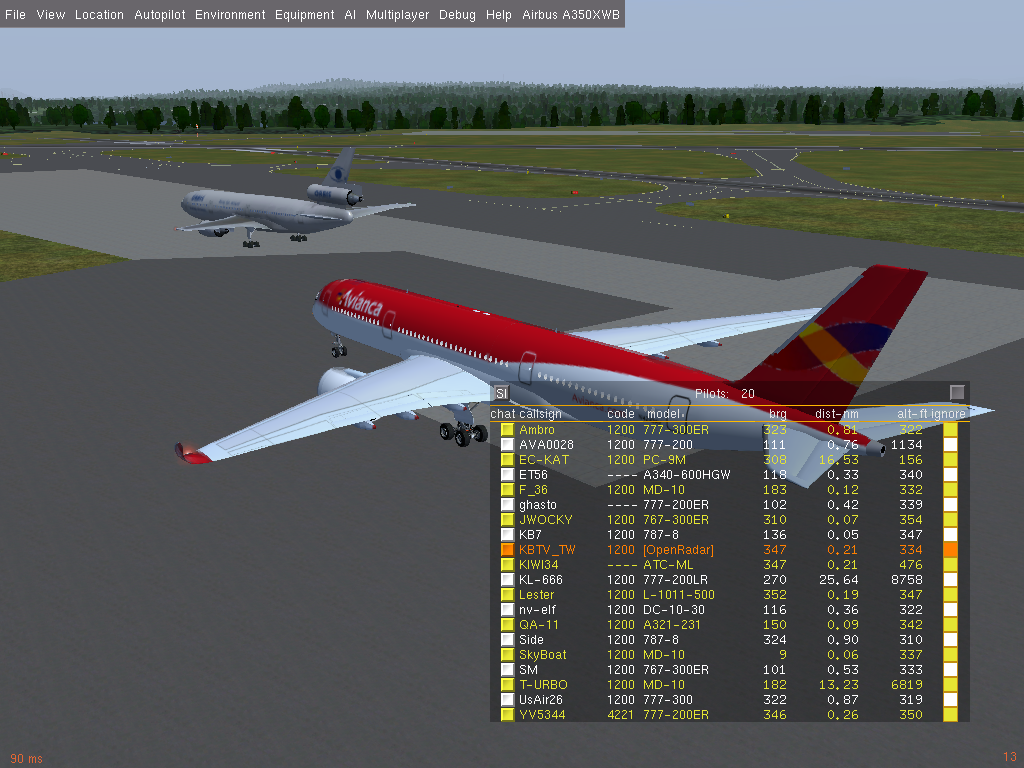 File View Location Autopilot Environment Equipment AI Multiplayer Debug Help Airbus A350XWB
Avianca
SI Pilots: 20
chat callsign code model brg dist-nm alt-ft ignore
Ambro 1200 777-300ER 323 0.81 322
AVA0028 1200 777-200 111 0.76 1134
EC-KAT 1200 PC-9M 308 16.53 156
ET56 ---- A340-600HGW 118 0.33 340
F_36 1200 MD-10 183 0.12 332
ghasto ---- 777-200ER 102 0.42 339
JWOCKY 1200 767-300ER 310 0.07 354
KB7 1200 787-8 136 0.05 347
KBTV_TW 1200 [OpenRadar] 347 0.21 334
KIWI34 ---- ATC-ML 347 0.21 476
KL-666 1200 777-200LR 270 25.64 8758
Lester 1200 L-1011-500 352 0.19 347
nv-elf 1200 DC-10-30 116 0.36 322
QA-11 1200 A321-231 150 0.09 342
Side 1200 787-8 324 0.90 310
SkyBoat 1200 MD-10 9 0.06 337
SM 1200 767-300ER 101 0.53 333
T-URBO 1200 MD-10 182 13.23 6819
UsAir26 1200 777-300 322 0.87 319
YV5344 4221 777-200ER 346 0.26 350
90 ms 13